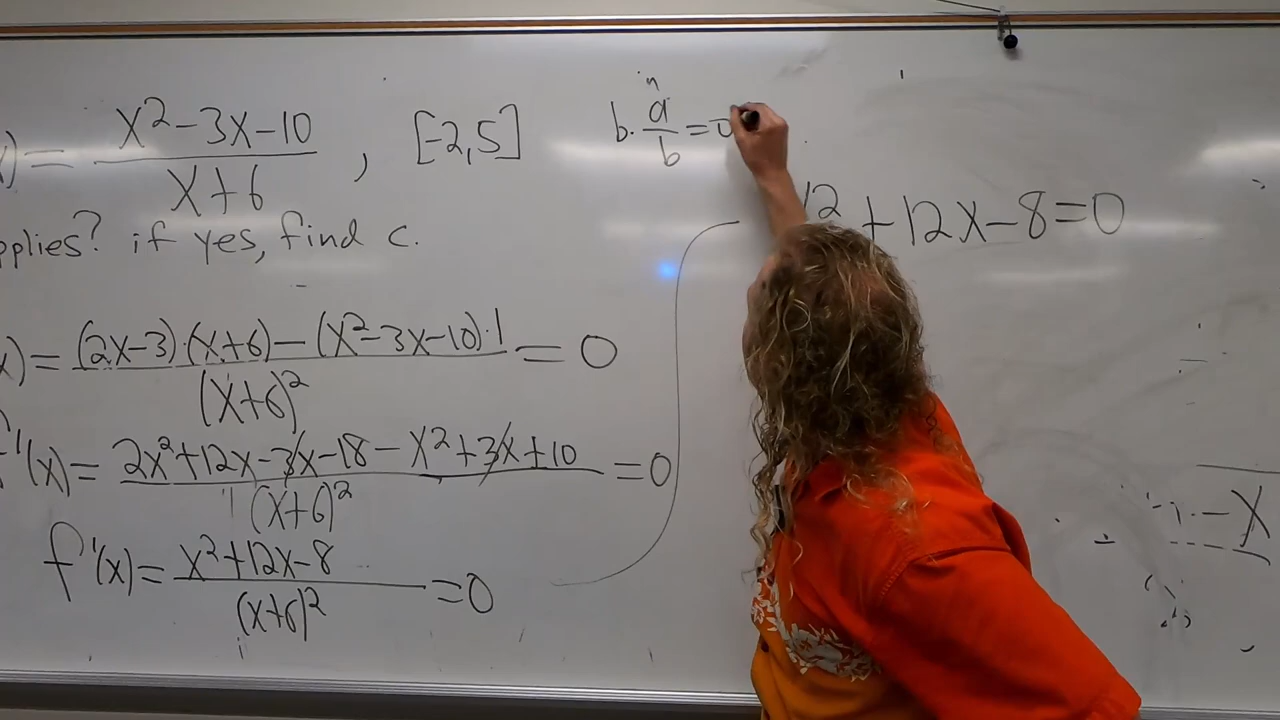 x) = (x²-3x-10)/(x+6) , [-2,5]
pplies? if yes, find c.
x) = ((2x-3)·(x+6)-(x²-3x-10)·1)/(x+6)² = 0
f'(x) = (2x²+12x-3x-18-x²+3x+10)/(x+6)² = 0
f'(x) = (x²+12x-8)/(x+6)² = 0
b· a/b = 0
+12x-8=0
-x